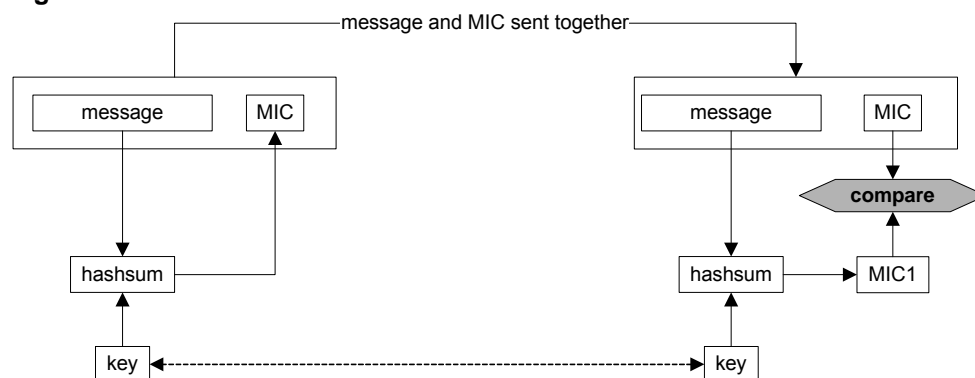 message and MIC sent together
message MIC
message MIC
compare
hashsum
hashsum MIC1
key
key